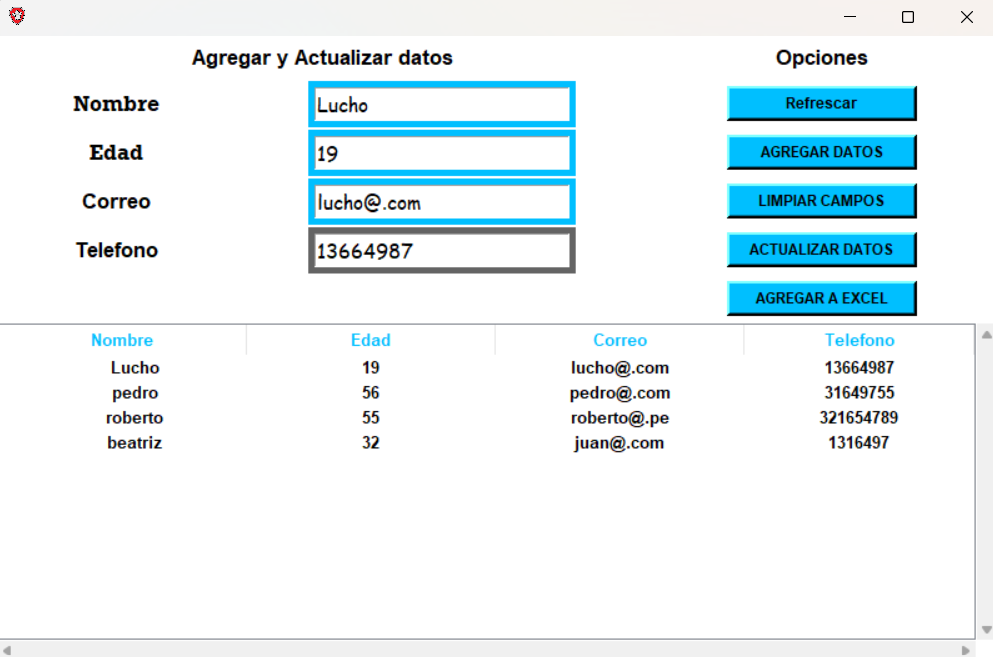 Agregar y Actualizar datos Opciones
Nombre Lucho Refrescar
Edad 19 AGREGAR DATOS
Correo lucho@.com LIMPIAR CAMPOS
Telefono 13664987 ACTUALIZAR DATOS
AGREGAR A EXCEL
Nombre Edad Correo Telefono
Lucho 19 lucho@.com 13664987
pedro 56 pedro@.com 31649755
roberto 55 roberto@.pe 321654789
beatriz 32 juan@.com 1316497